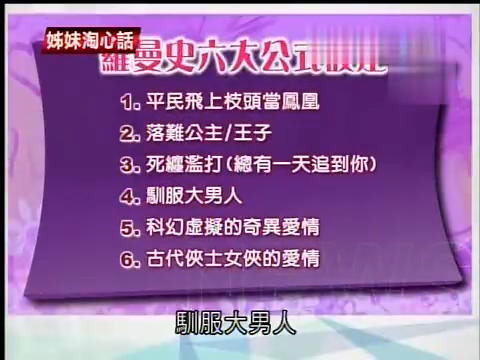 姊妹淘心話
羅曼史六大公式
1. 平民飛上枝頭當鳳凰
2. 落難公主/王子
3. 死纏濫打(總有一天追到你)
4. 馴服大男人
5. 科幻虛擬的奇異愛情
6. 古代俠士女俠的愛情
馴服大男人